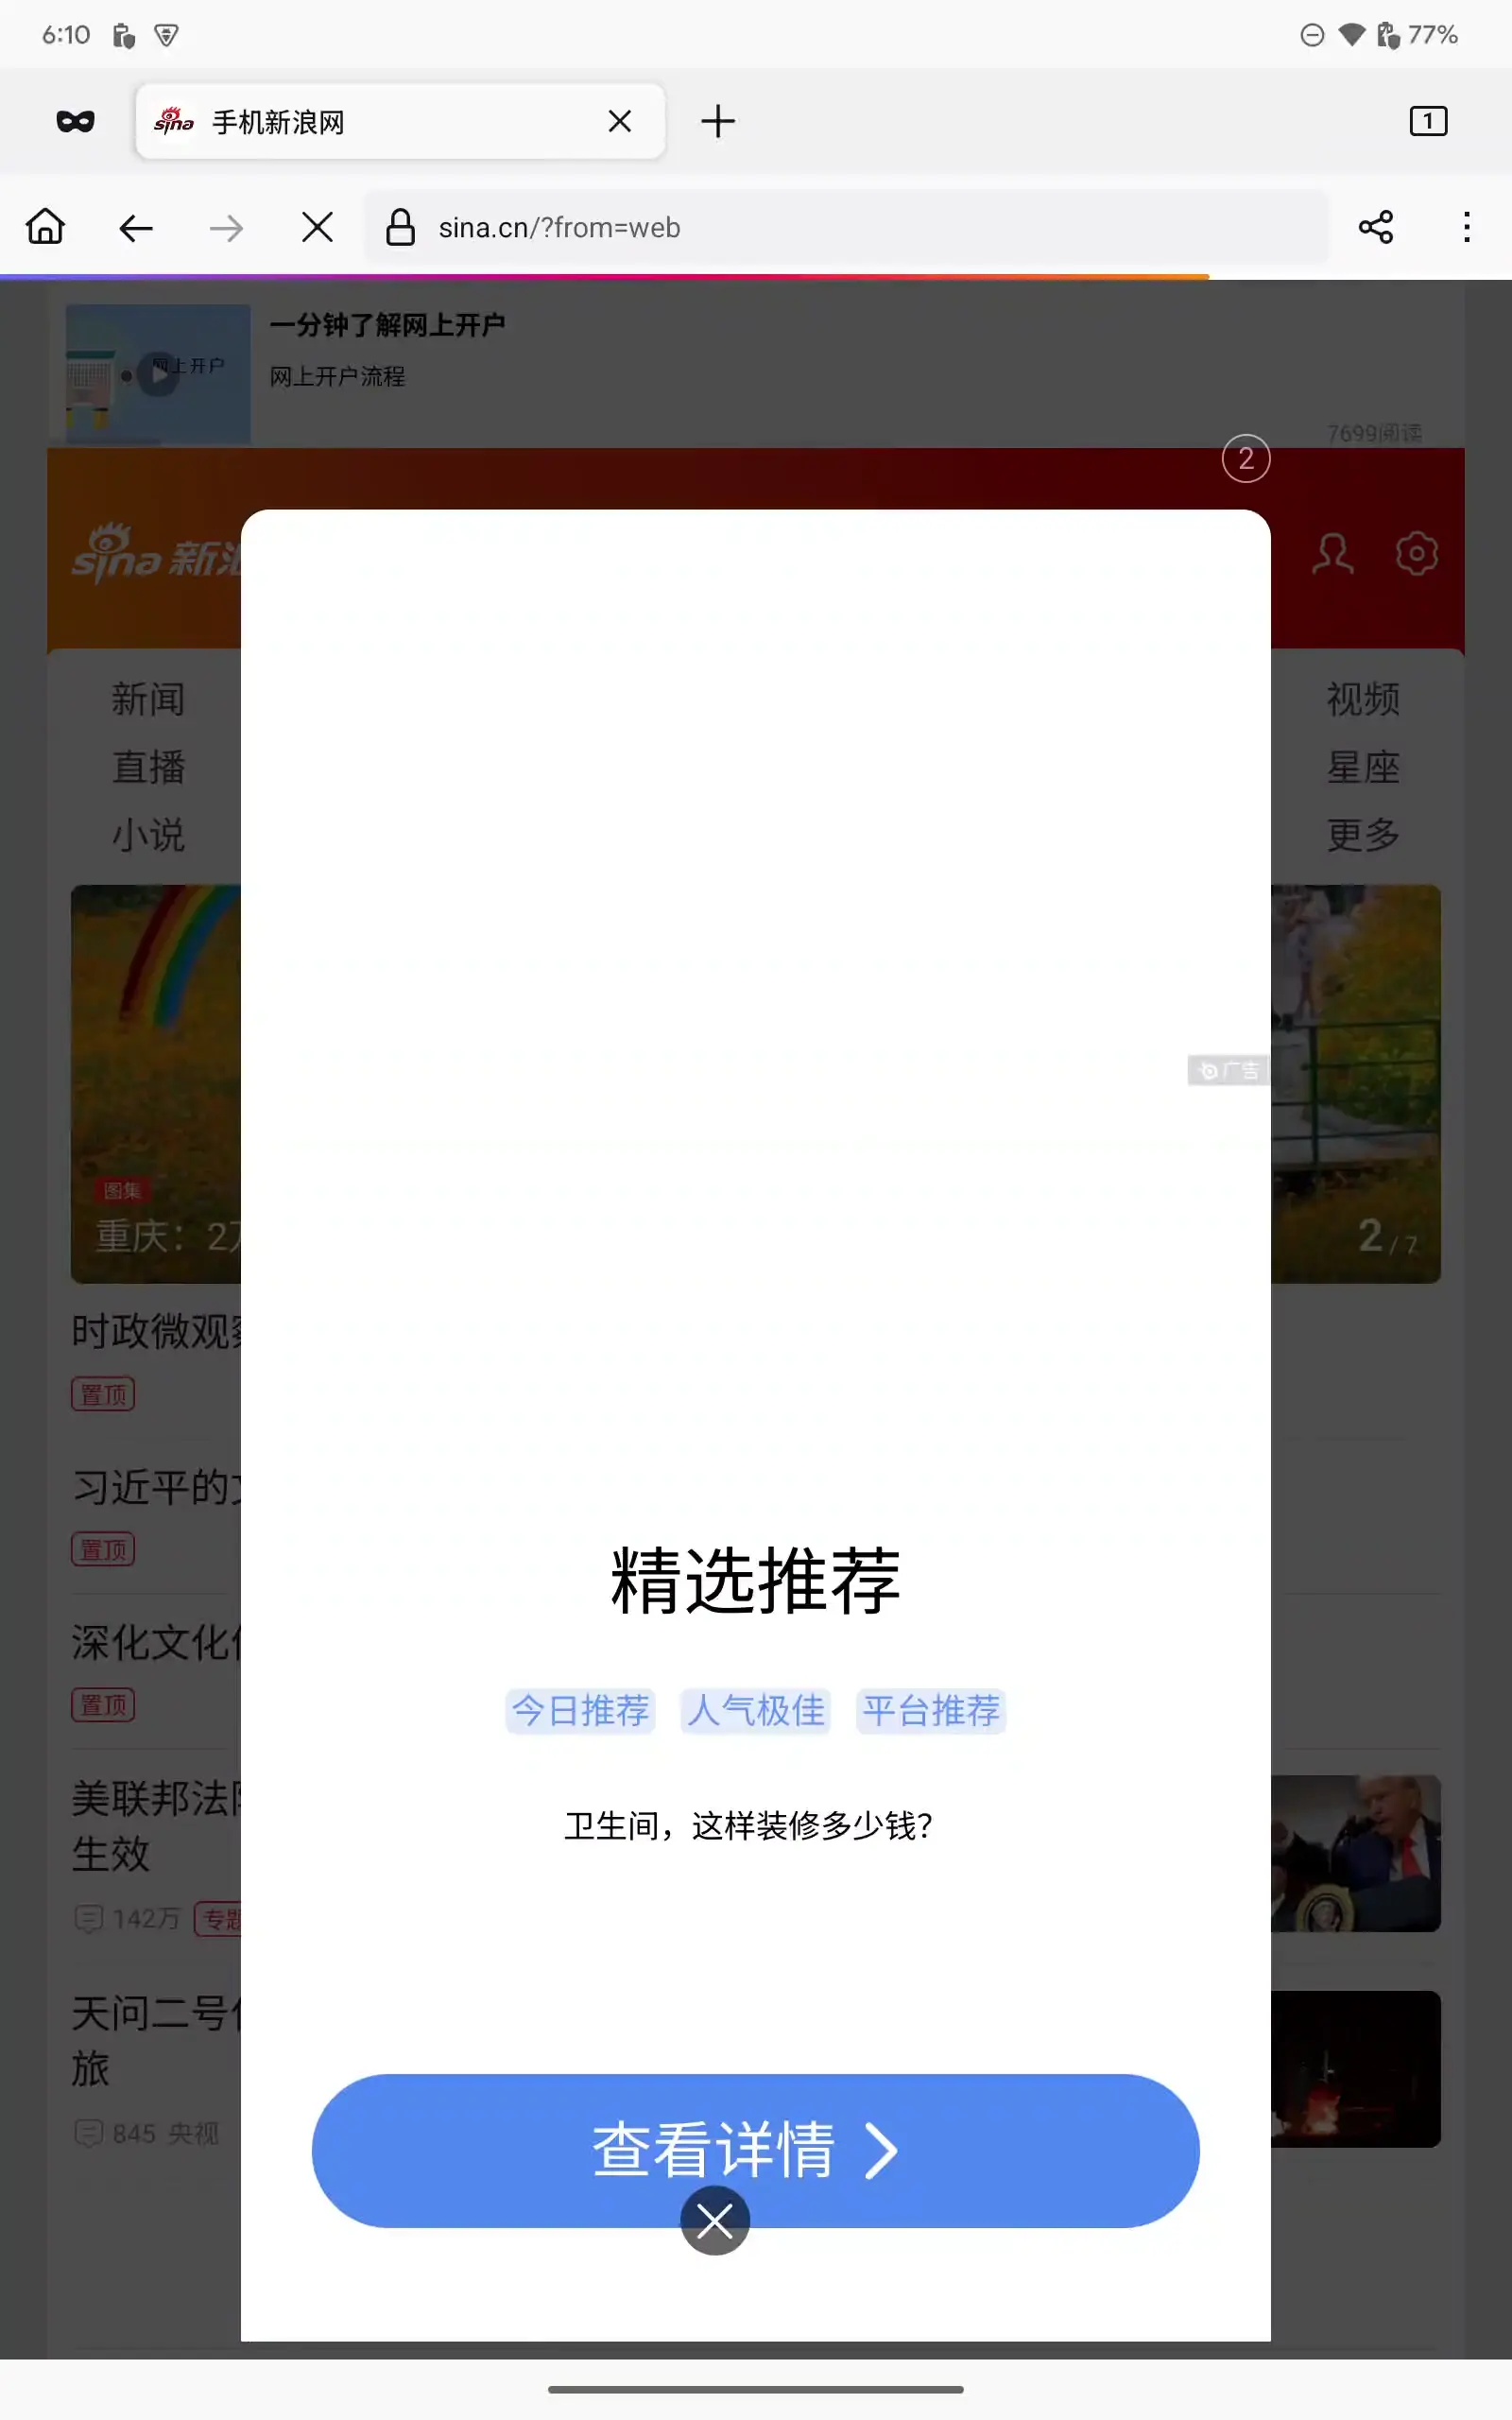 6:10
77%
sina 手机新浪网
1
sina.cn/?from=web
网上开户
一分钟了解网上开户
网上开户流程
7699阅读
2
sina 新
新闻
视频
直播
星座
小说
更多
广告
图集
重庆：2
2/7
时政微观
置顶
习近平的
置顶
精选推荐
深化文化
置顶
今日推荐 人气极佳 平台推荐
美联邦法
生效
卫生间，这样装修多少钱？
142万 专题
天问二号
旅
845 央视
查看详情